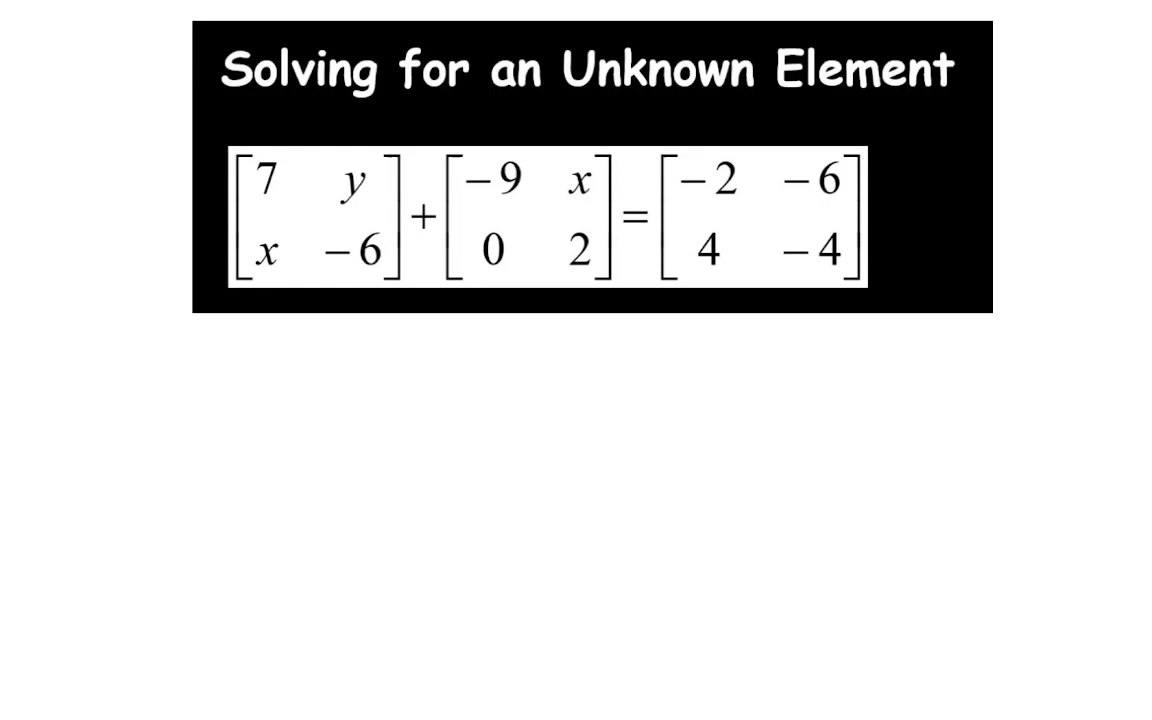 Solving for an Unknown Element
[7 y] + [-9 x] = [-2 -6]
[x -6] [0 2] [4 -4]